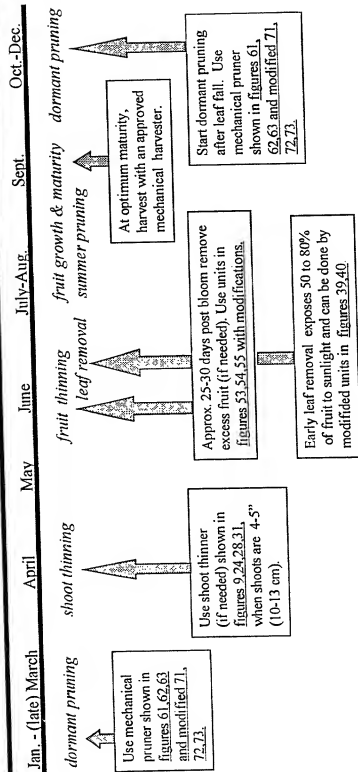 Jan. - (late) March
April
May
June
July-Aug.
Sept.
Oct.-Dec.
dormant pruning
shoot thinning
fruit thinning
leaf removal
fruit growth & maturity
summer pruning
dormant pruning
Use mechanical
pruner shown in
figures 61,62,63
and modified 71,
72,73.
Use shoot thinner
(if needed) shown in
figures 9,24,28,31,
when shoots are 4-5"
(10-13 cm).
Approx. 25-30 days post bloom remove
excess fruit (if needed). Use units in
figures 53,54,55 with modifications.
Early leaf removal exposes 50 to 80%
of fruit to sunlight and can be done by
modifided units in figures 39,40
At optimum maturity,
harvest with an approved
mechanical harvester.
Start dormant pruning
after leaf fall. Use
mechanical pruner
shown in figures 61,
62,63 and modified 71,
72,73.